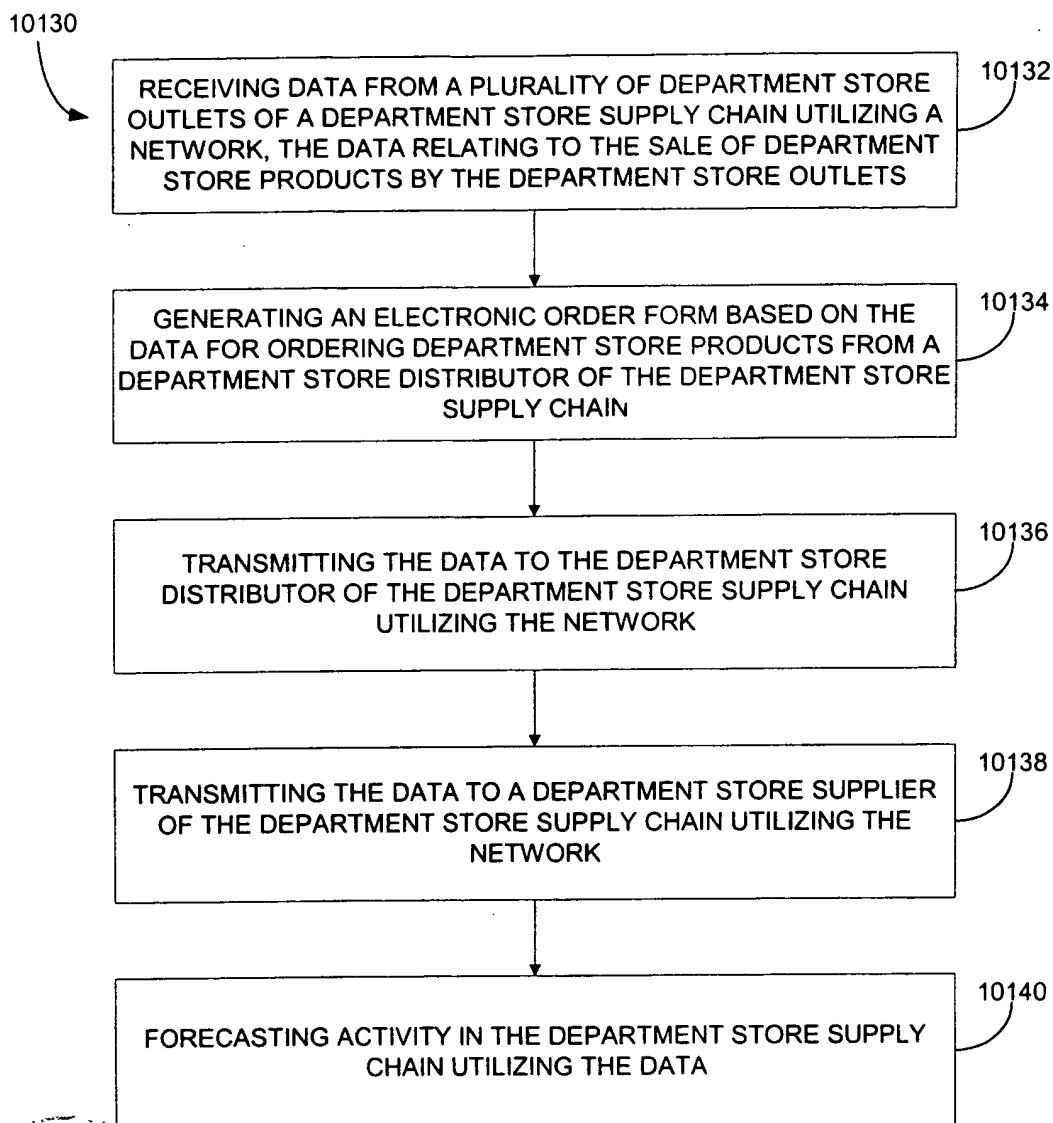 10130
RECEIVING DATA FROM A PLURALITY OF DEPARTMENT STORE
OUTLETS OF A DEPARTMENT STORE SUPPLY CHAIN UTILIZING A
NETWORK, THE DATA RELATING TO THE SALE OF DEPARTMENT
STORE PRODUCTS BY THE DEPARTMENT STORE OUTLETS
10132
GENERATING AN ELECTRONIC ORDER FORM BASED ON THE
DATA FOR ORDERING DEPARTMENT STORE PRODUCTS FROM A
DEPARTMENT STORE DISTRIBUTOR OF THE DEPARTMENT STORE
SUPPLY CHAIN
10134
TRANSMITTING THE DATA TO THE DEPARTMENT STORE
DISTRIBUTOR OF THE DEPARTMENT STORE SUPPLY CHAIN
UTILIZING THE NETWORK
10136
TRANSMITTING THE DATA TO A DEPARTMENT STORE SUPPLIER
OF THE DEPARTMENT STORE SUPPLY CHAIN UTILIZING THE
NETWORK
10138
FORECASTING ACTIVITY IN THE DEPARTMENT STORE SUPPLY
CHAIN UTILIZING THE DATA
10140